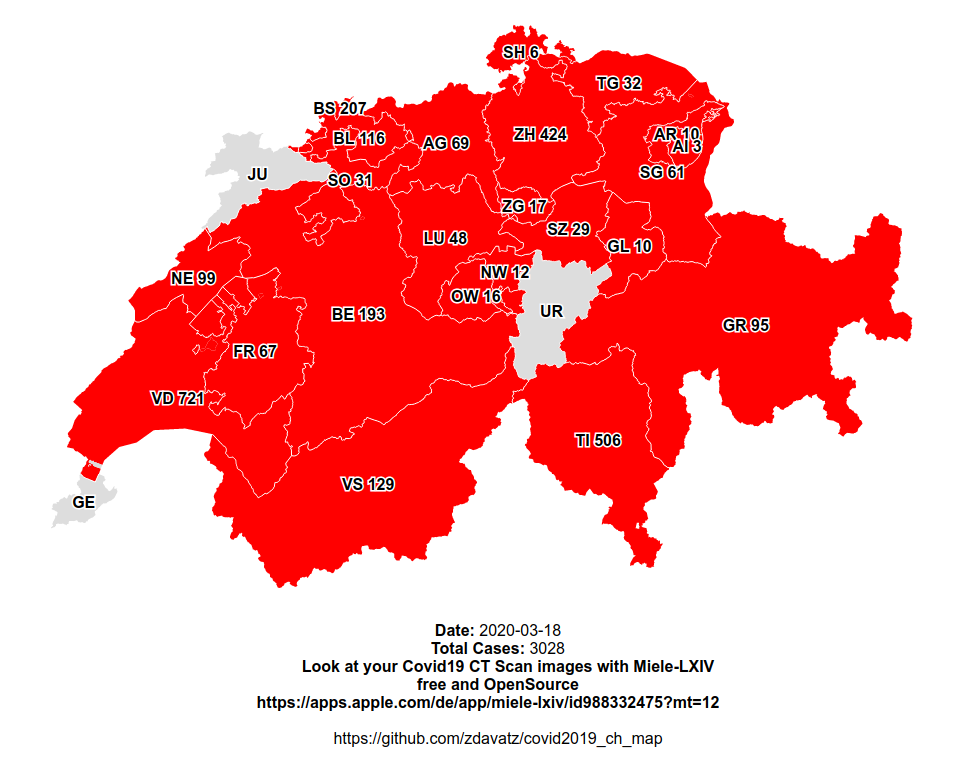 SH 6
TG 32
BS 207
BL 116
AG 69
ZH 424
AR 10
AI 3
JU
SO 31
SG 61
ZG 17
SZ 29
LU 48
GL 10
NE 99
NW 12
OW 16
UR
BE 193
GR 95
FR 67
VD 721
TI 506
VS 129
GE
Date: 2020-03-18
Total Cases: 3028
Look at your Covid19 CT Scan images with Miele-LXIV
free and OpenSource
https://apps.apple.com/de/app/miele-lxiv/id988332475?mt=12
https://github.com/zdavatz/covid2019_ch_map